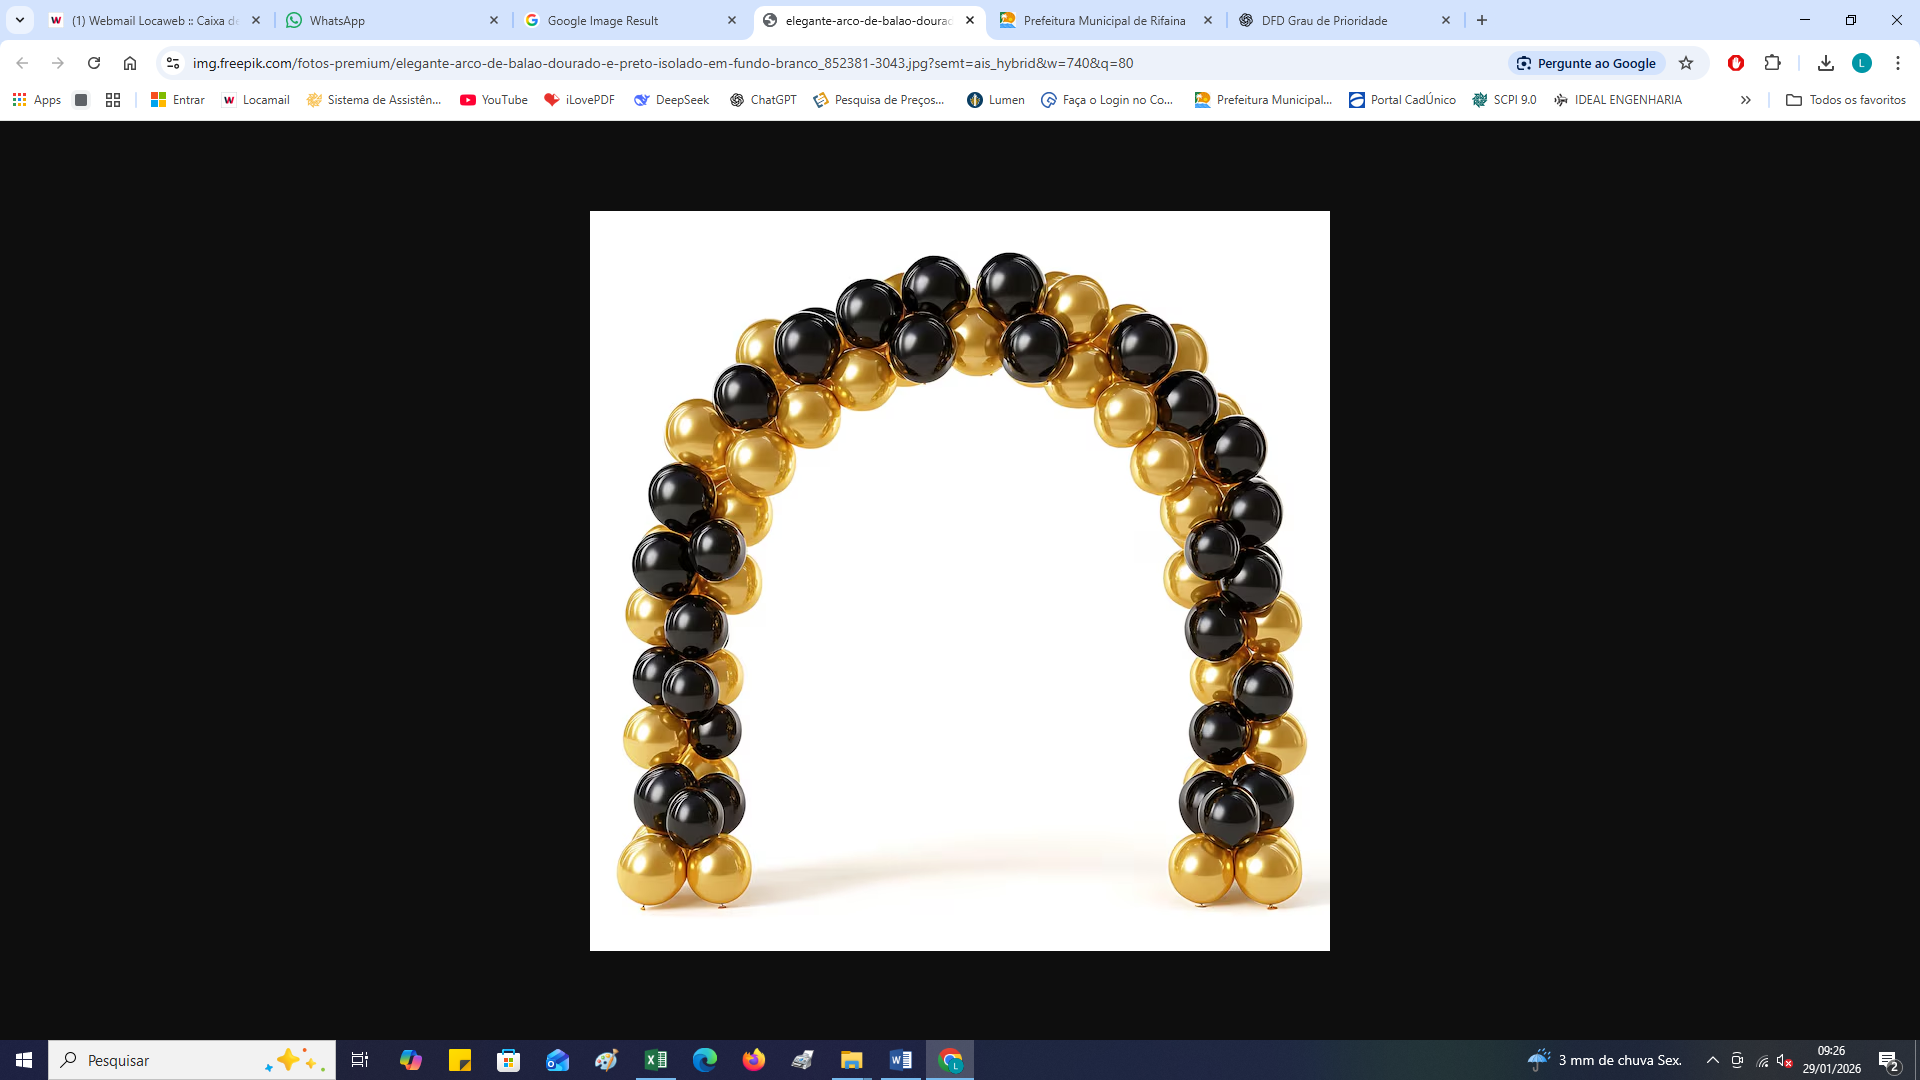 (1) Webmail Locaweb :: Caixa de
WhatsApp
Google Image Result
elegante-arco-de-balao-dourad
Prefeitura Municipal de Rifaina
DFD Grau de Prioridade
img.freepik.com/fotos-premium/elegante-arco-de-balao-dourado-e-preto-isolado-em-fundo-branco_852381-3043.jpg?semt=ais_hybrid&w=740&q=80
Pergunte ao Google
L
Apps
Entrar
Locamail
Sistema de Assistên...
YouTube
iLovePDF
DeepSeek
ChatGPT
Pesquisa de Preços...
Lumen
Faça o Login no Co...
Prefeitura Municipal...
Portal CadÚnico
SCPI 9.0
IDEAL ENGENHARIA
Todos os favoritos
Pesquisar
3 mm de chuva Sex.
09:26
29/01/2026
2